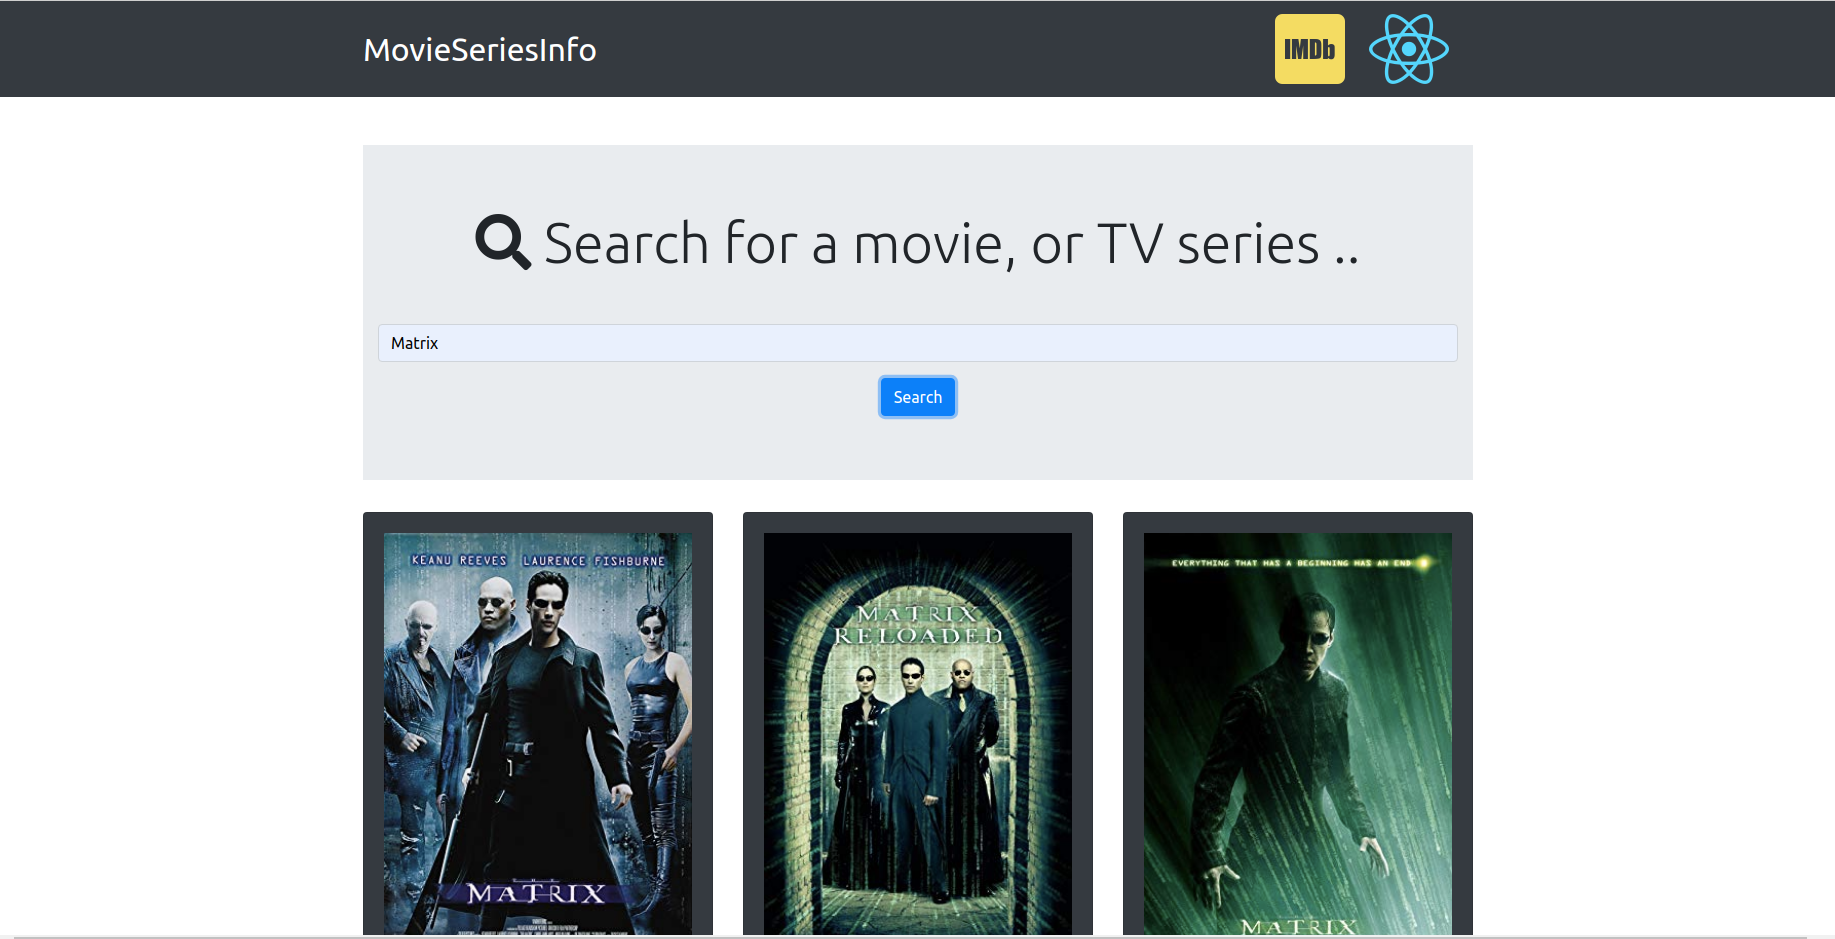 MovieSeriesInfo
IMDb
Search for a movie, or TV series ..
Matrix
Search
KEANU REEVES LAURENCE FISHBURNE
THE
MATRIX
MATRIX
RELOADED
EVERYTHING THAT HAS A BEGINNING HAS AN END
MATRIX